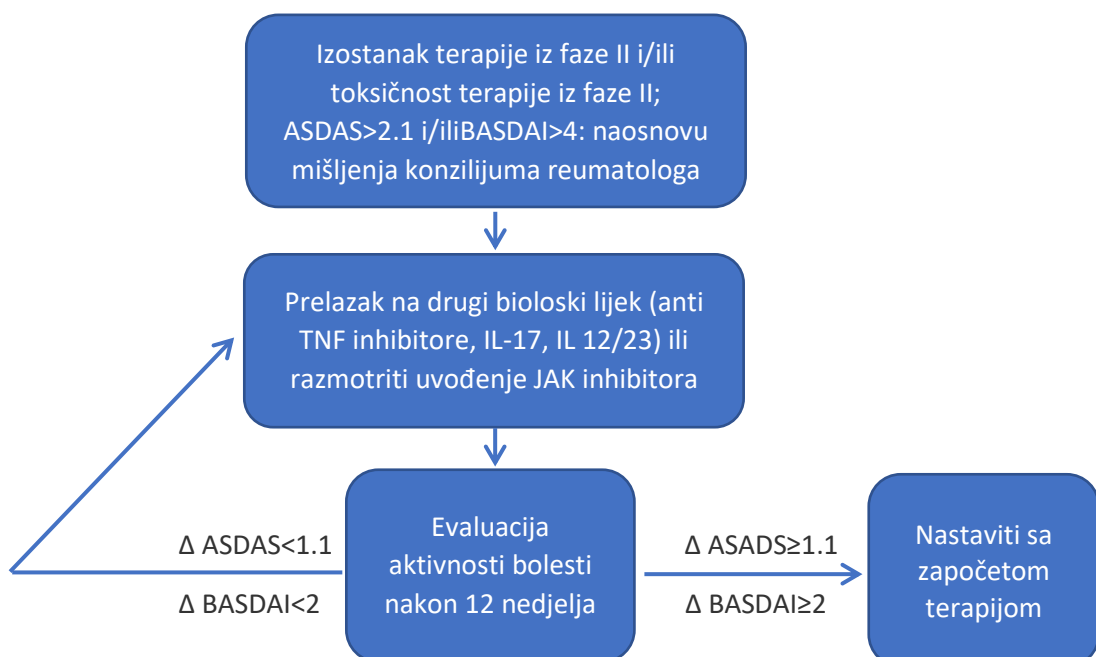 Izostanak terapije iz faze II i/ili
toksičnost terapije iz faze II;
ASDAS>2.1 i/iliBASDAI>4: naosnovu
mišljenja konzilijuma reumatologa
Prelazak na drugi bioloski lijek (anti
TNF inhibitore, IL-17, IL 12/23) ili
razmotriti uvođenje JAK inhibitora
Δ ASDAS<1.1
Δ BASDAI<2
Evaluacija
aktivnosti bolesti
nakon 12 nedjelja
Δ ASADS≥1.1
Δ BASDAI≥2
Nastaviti sa
započetom
terapijom